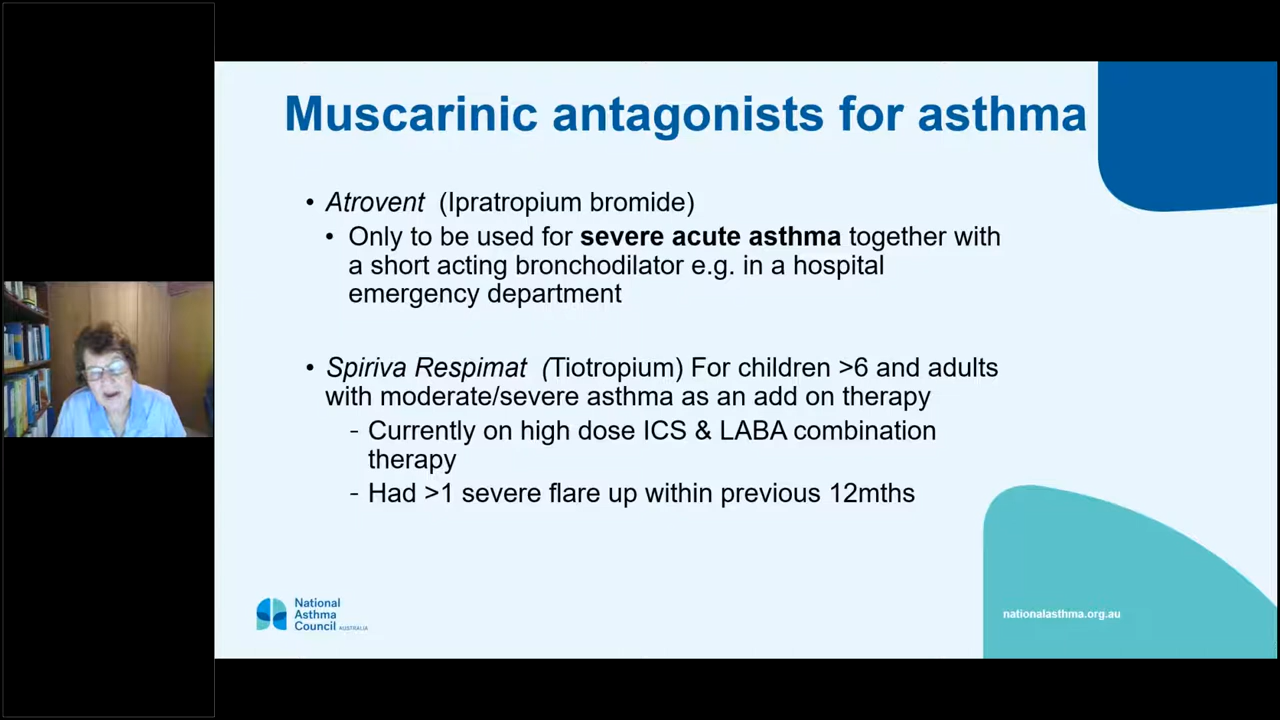 Muscarinic antagonists for asthma
• Atrovent (Ipratropium bromide)
• Only to be used for severe acute asthma together with
a short acting bronchodilator e.g. in a hospital
emergency department
• Spiriva Respimat (Tiotropium) For children >6 and adults
with moderate/severe asthma as an add on therapy
- Currently on high dose ICS & LABA combination
therapy
- Had >1 severe flare up within previous 12mths
National
Asthma
Council AUSTRALIA
nationalasthma.org.au